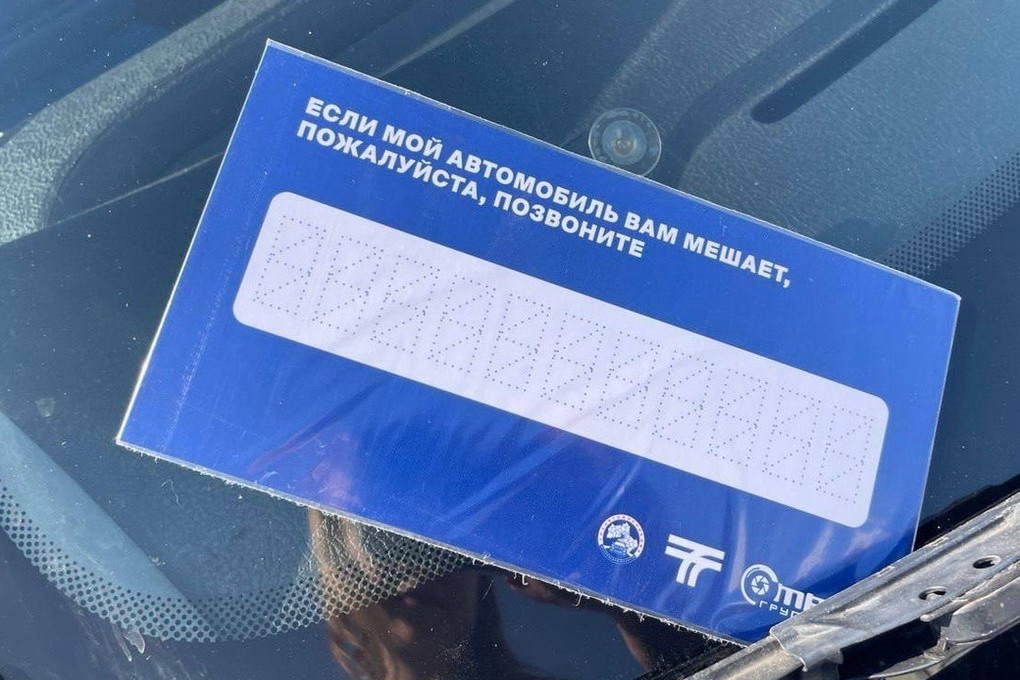 ЕСЛИ МОЙ АВТОМОБИЛЬ ВАМ МЕШАЕТ,
ПОЖАЛУЙСТА, ПОЗВОНИТЕ